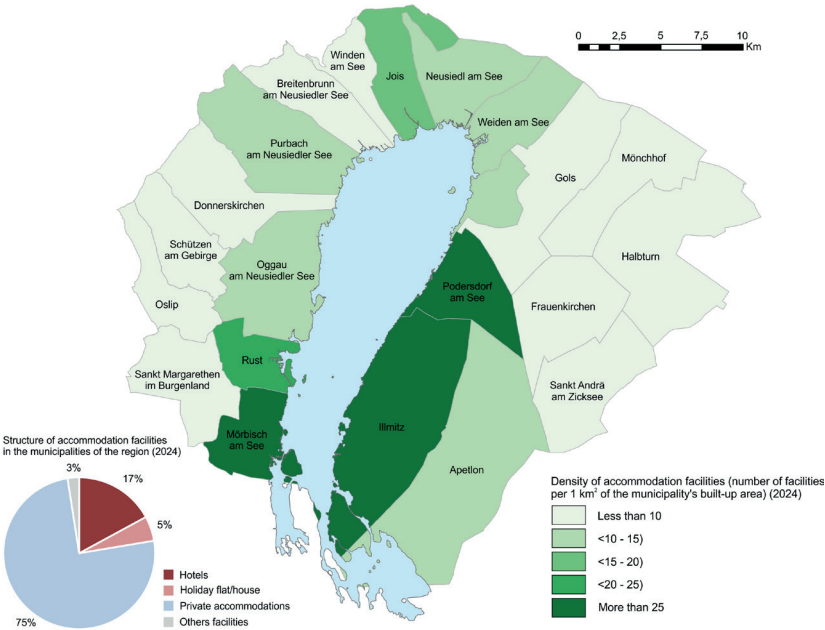 0 2,5 5 10
Km
Winden
am See
Jois
Neusiedl am See
Breitenbrunn
am Neusiedler See
Weiden am See
Purbach
am Neusiedler See
Mönchhof
Gols
Donnerskirchen
Schützen
am Gebirge
Halbturn
Oggau
am Neusiedler See
Podersdorf
am See
Oslip
Frauenkirchen
Rust
Sankt Margarethen
im Burgenland
Sankt Andrä
am Zicksee
Mörbisch
am See
Illmitz
Apetlon
Structure of accommodation facilities
in the municipalities of the region (2024)
3%
17%
5%
75%
Hotels
Holiday flat/house
Private accommodations
Others facilities
Density of accommodation facilities (number of facilities
per 1 km² of the municipality's built-up area) (2024)
Less than 10
<10 - 15)
<15 - 20)
<20 - 25)
More than 25